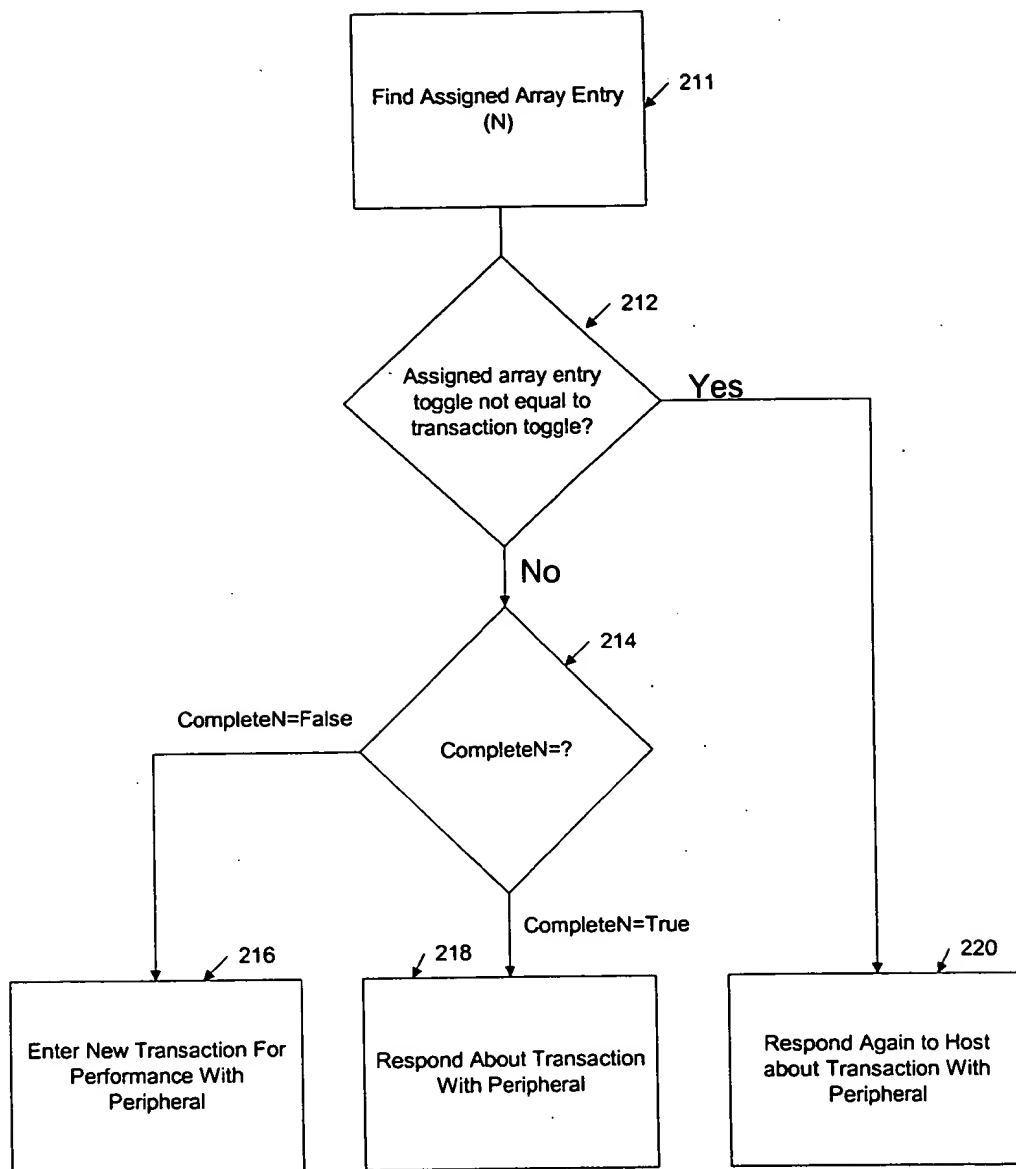 Find Assigned Array Entry
(N)
211
212
Assigned array entry
toggle not equal to
transaction toggle?
Yes
No
214
CompleteN=False
CompleteN=?
CompleteN=True
216
218
220
Enter New Transaction For
Performance With
Peripheral
Respond About Transaction
With Peripheral
Respond Again to Host
about Transaction With
Peripheral